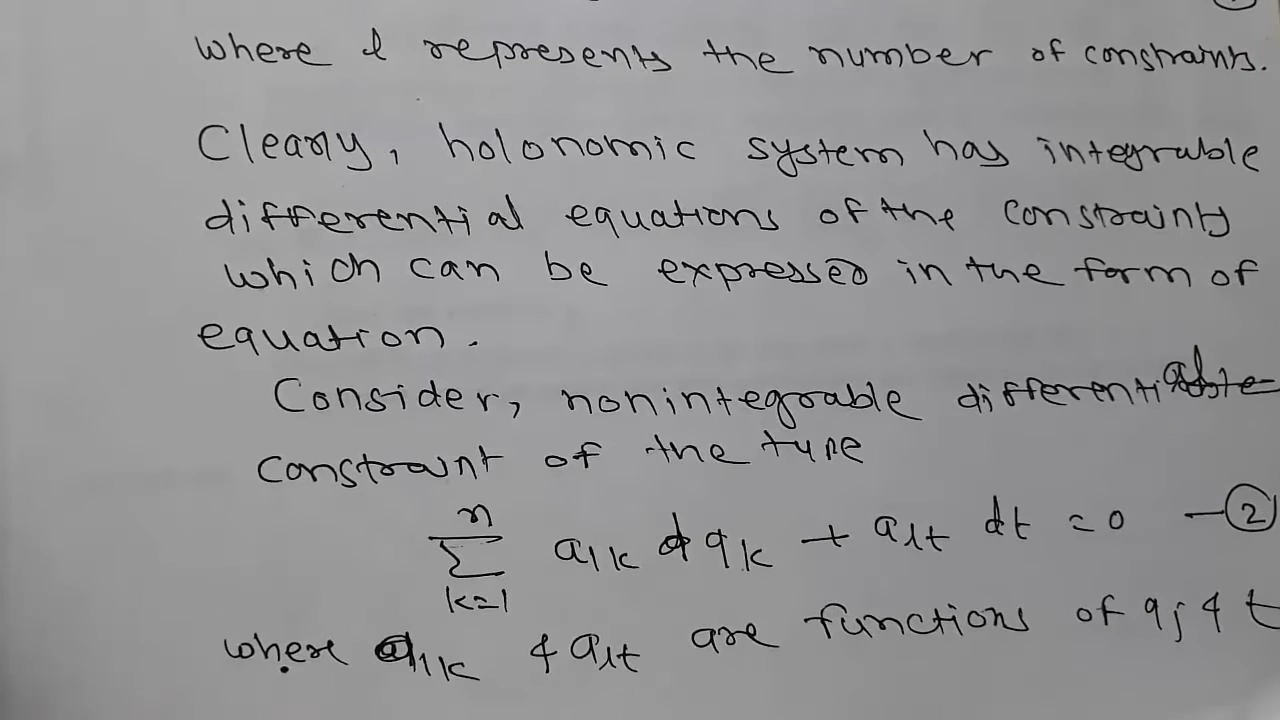 where l represents the number of constraints.
Clearly, holonomic system has integrable
differential equations of the constraints
which can be expressed in the form of
equation.
Consider, nonintegrable differential
constraint of the type
n
∑ a_{lk} dq_k + a_{lt} dt = 0 — ②
k=1
where a_{lk} & a_{lt} are functions of q_j & t